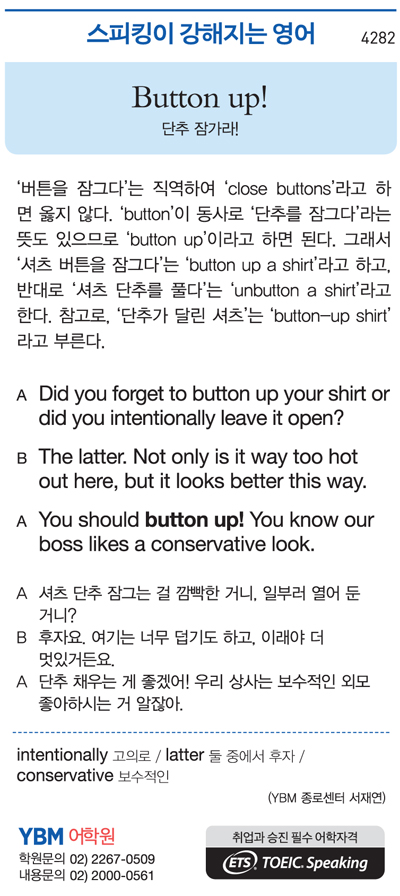 스피킹이 강해지는 영어
4282
Button up!
단추 잠가라!
‘버튼을 잠그다’는 직역하여 ‘close buttons’라고 하
면 옳지 않다. ‘button’이 동사로 ‘단추를 잠그다’라는
뜻도 있으므로 ‘button up’이라고 하면 된다. 그래서
‘셔츠 버튼을 잠그다’는 ‘button up a shirt’라고 하고,
반대로 ‘셔츠 단추를 풀다’는 ‘unbutton a shirt’라고
한다. 참고로, ‘단추가 달린 셔츠’는 ‘button-up shirt’
라고 부른다.
A Did you forget to button up your shirt or
did you intentionally leave it open?
B The latter. Not only is it way too hot
out here, but it looks better this way.
A You should button up! You know our
boss likes a conservative look.
A 셔츠 단추 잠그는 걸 깜빡한 거니, 일부러 열어 둔
거니?
B 후자요. 여기는 너무 덥기도 하고, 이래야 더
멋있거든요.
A 단추 채우는 게 좋겠어! 우리 상사는 보수적인 외모
좋아하시는 거 알잖아.
intentionally 고의로 / latter 둘 중에서 후자 /
conservative 보수적인
(YBM 종로센터 서재연)
YBM 어학원
학원문의 02) 2267-0509
내용문의 02) 2000-0561
취업과 승진 필수 어학자격
ETS TOEIC Speaking